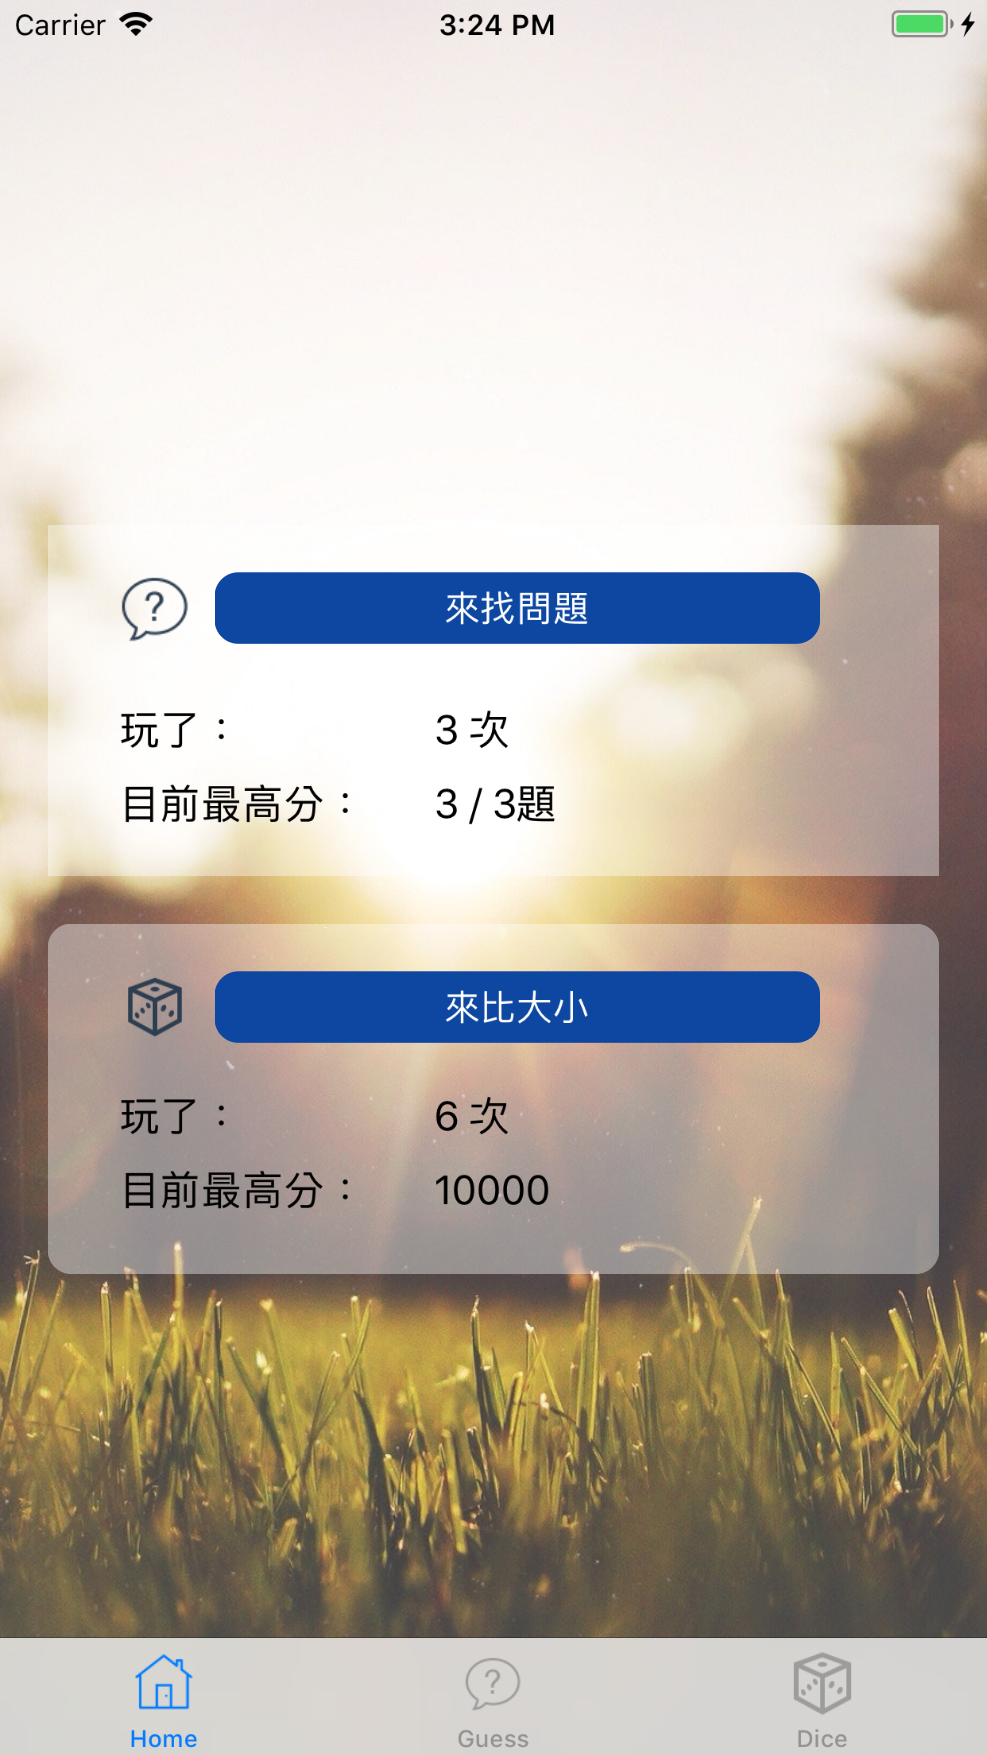 Carrier 3:24 PM
來找問題
玩了： 3 次
目前最高分： 3 / 3題
來比大小
玩了： 6 次
目前最高分： 10000
Home Guess Dice